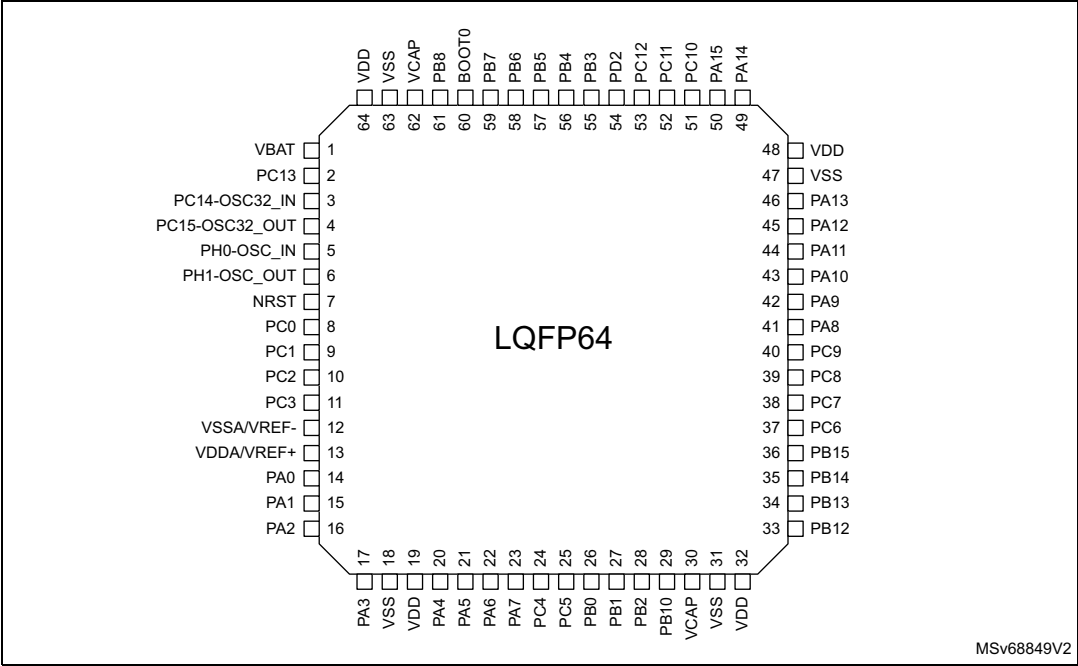 VDD VSS VCAP PB8 BOOT0 PB7 PB6 PB5 PB4 PB3 PD2 PC12 PC11 PC10 PA15 PA14
64 63 62 61 60 59 58 57 56 55 54 53 52 51 50 49
VBAT 1 48 VDD
PC13 2 47 VSS
PC14-OSC32_IN 3 46 PA13
PC15-OSC32_OUT 4 45 PA12
PH0-OSC_IN 5 44 PA11
PH1-OSC_OUT 6 43 PA10
NRST 7 42 PA9
PC0 8 41 PA8
LQFP64
PC1 9 40 PC9
PC2 10 39 PC8
PC3 11 38 PC7
VSSA/VREF- 12 37 PC6
VDDA/VREF+ 13 36 PB15
PA0 14 35 PB14
PA1 15 34 PB13
PA2 16 33 PB12
17 18 19 20 21 22 23 24 25 26 27 28 29 30 31 32
PA3 VSS VDD PA4 PA5 PA6 PA7 PC4 PC5 PB0 PB1 PB2 PB10 VCAP VSS VDD
MSv68849V2